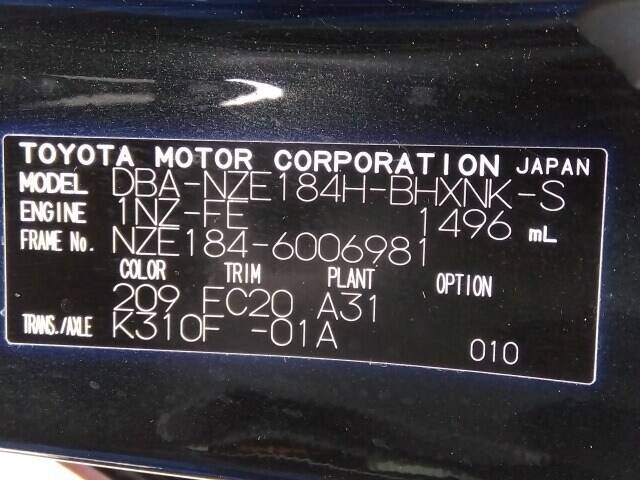 TOYOTA MOTOR CORPORATION JAPAN
MODEL DBA-NZE184H-BHXNK-S
ENGINE 1NZ-FE 1496 mL
FRAME No. NZE184-6006981
COLOR TRIM PLANT OPTION
209 FC20 A31
TRANS./AXLE K310F -01A
010